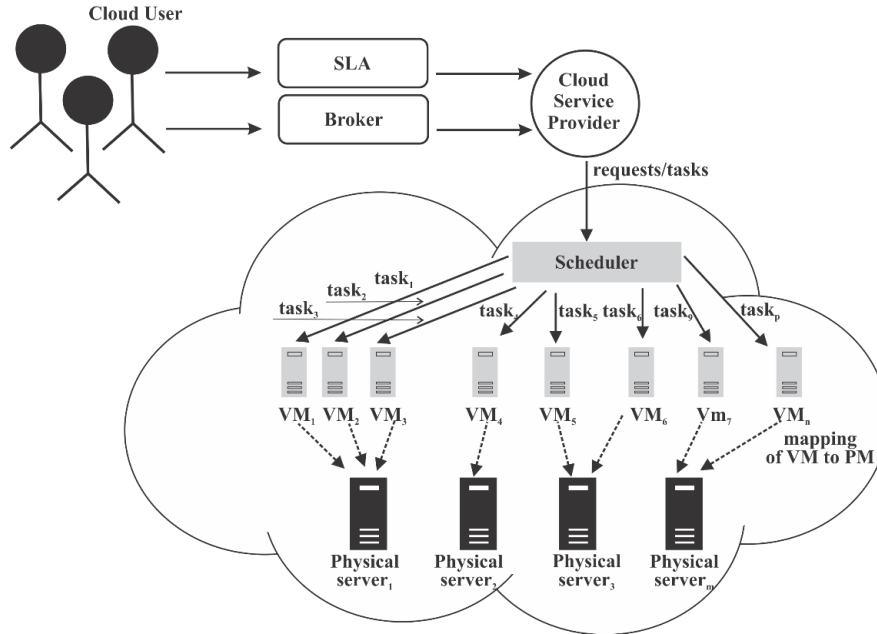 Cloud User
SLA
Broker
Cloud
Service
Provider
requests/tasks
Scheduler
task₁
task₂
task₃
task₄
task₅
task₆
task₉
taskₚ
VM₁
VM₂
VM₃
VM₄
VM₅
VM₆
Vm₇
VMₙ
mapping
of VM to PM
Physical
server₁
Physical
server₂
Physical
server₃
Physical
serverₘ